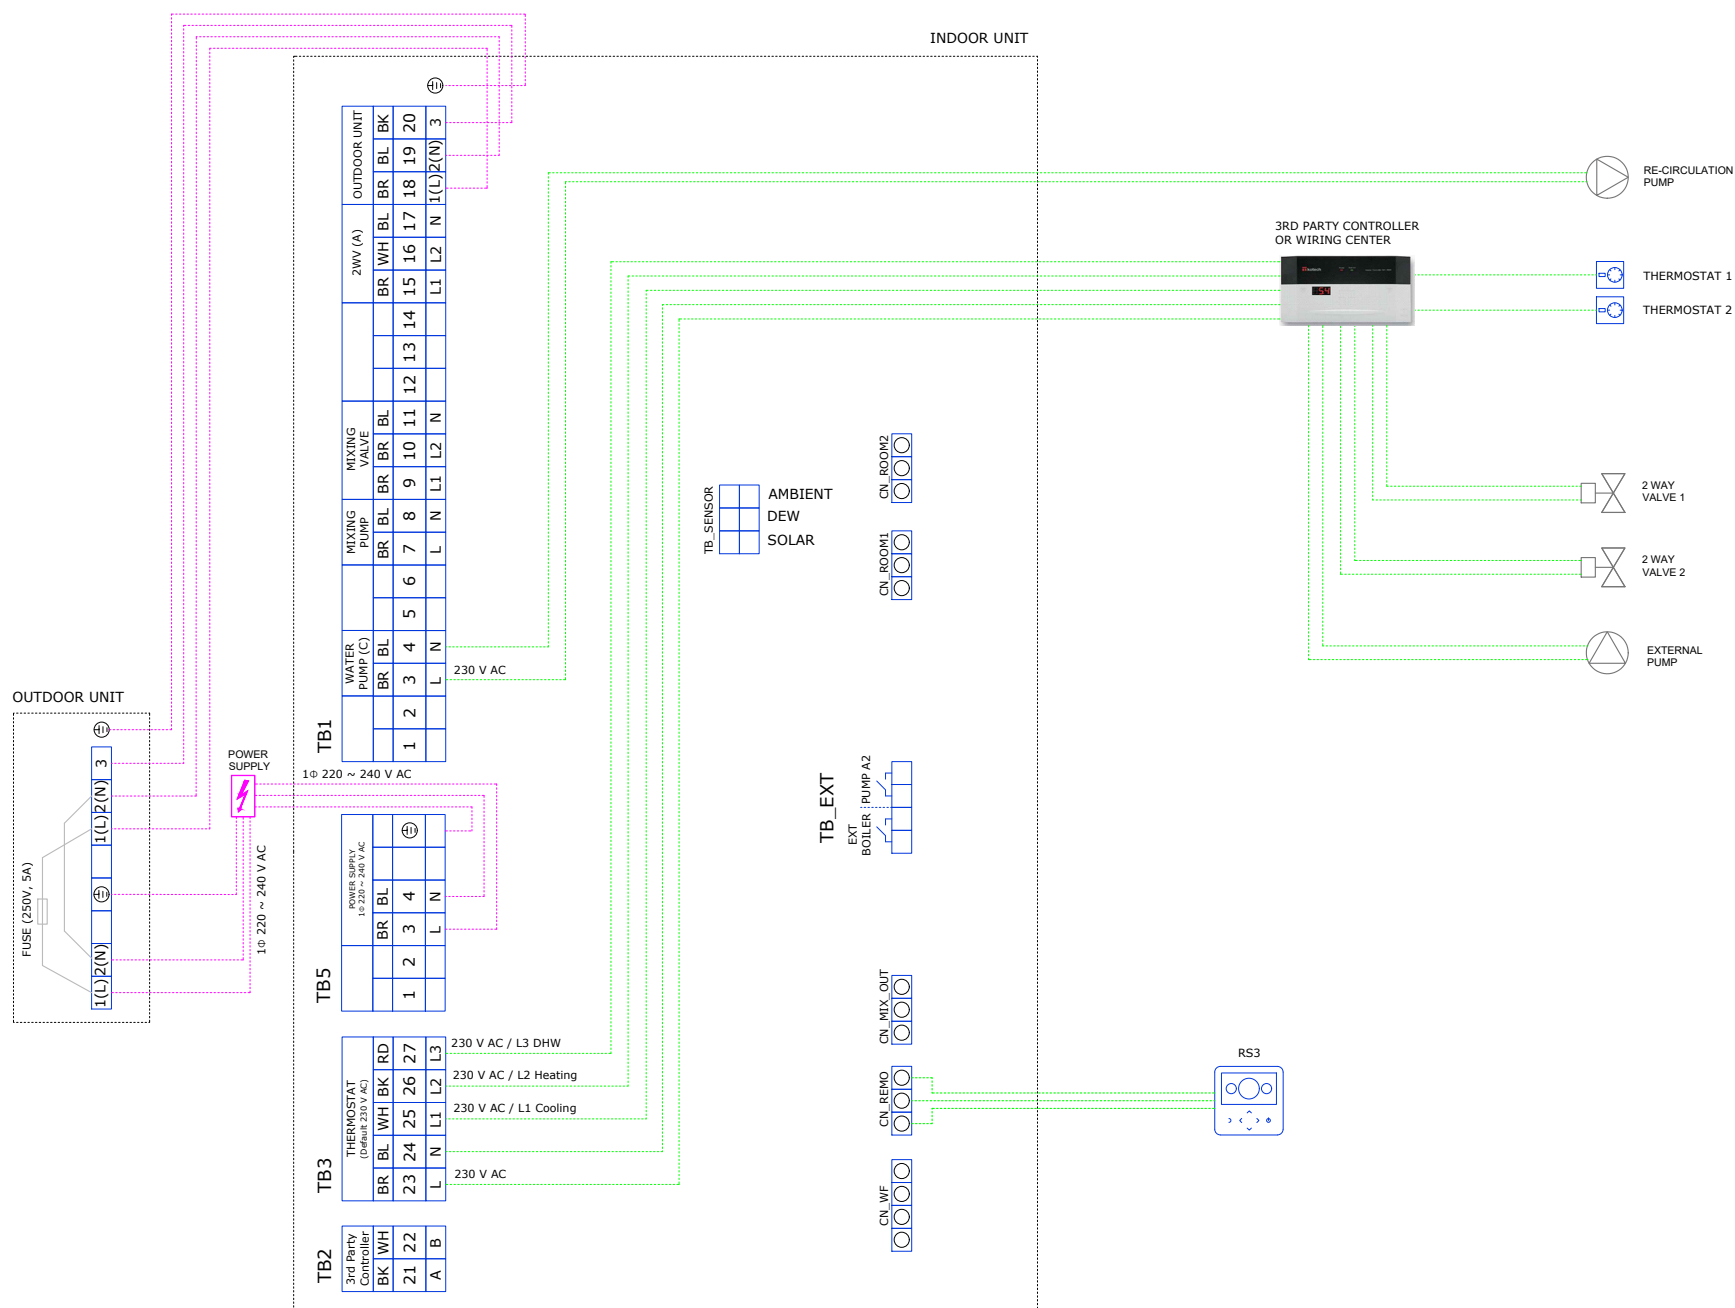 INDOOR UNIT
OUTDOOR UNIT
BK
20
3
BL
19
2(N)
BR
18
1(L)
2WV (A)
BL
17
N
WH
16
L2
BR
15
L1
14
13
12
MIXING
VALVE
BL
11
N
BR
10
L2
BR
9
L1
MIXING
PUMP
BL
8
N
BR
7
L
6
5
WATER
PUMP (C)
BL
4
N
BR
3
L
2
1
TB1
230 V AC
RE-CIRCULATION
PUMP
3RD PARTY CONTROLLER
OR WIRING CENTER
54
THERMOSTAT 1
THERMOSTAT 2
2 WAY
VALVE 1
2 WAY
VALVE 2
EXTERNAL
PUMP
CN_ROOM2
TB_SENSOR
AMBIENT
DEW
SOLAR
CN_ROOM1
OUTDOOR UNIT
3
2(N)
1(L)
2(N)
1(L)
FUSE (250V, 5A)
POWER
SUPPLY
1Φ 220 ~ 240 V AC
1Φ 220 ~ 240 V AC
TB5
POWER SUPPLY
1Φ 220 ~ 240 V AC
BL
4
N
BR
3
L
2
1
TB_EXT
PUMP A2
EXT
BOILER
CN_MIX_OUT
CN_REMO
CN_WF
RS3
TB3
THERMOSTAT
(Default 230 V AC)
RD
27
L3
230 V AC / L3 DHW
BK
26
L2
230 V AC / L2 Heating
WH
25
L1
230 V AC / L1 Cooling
BL
24
N
BR
23
L
230 V AC
TB2
3rd Party
Controller
WH
22
B
BK
21
A